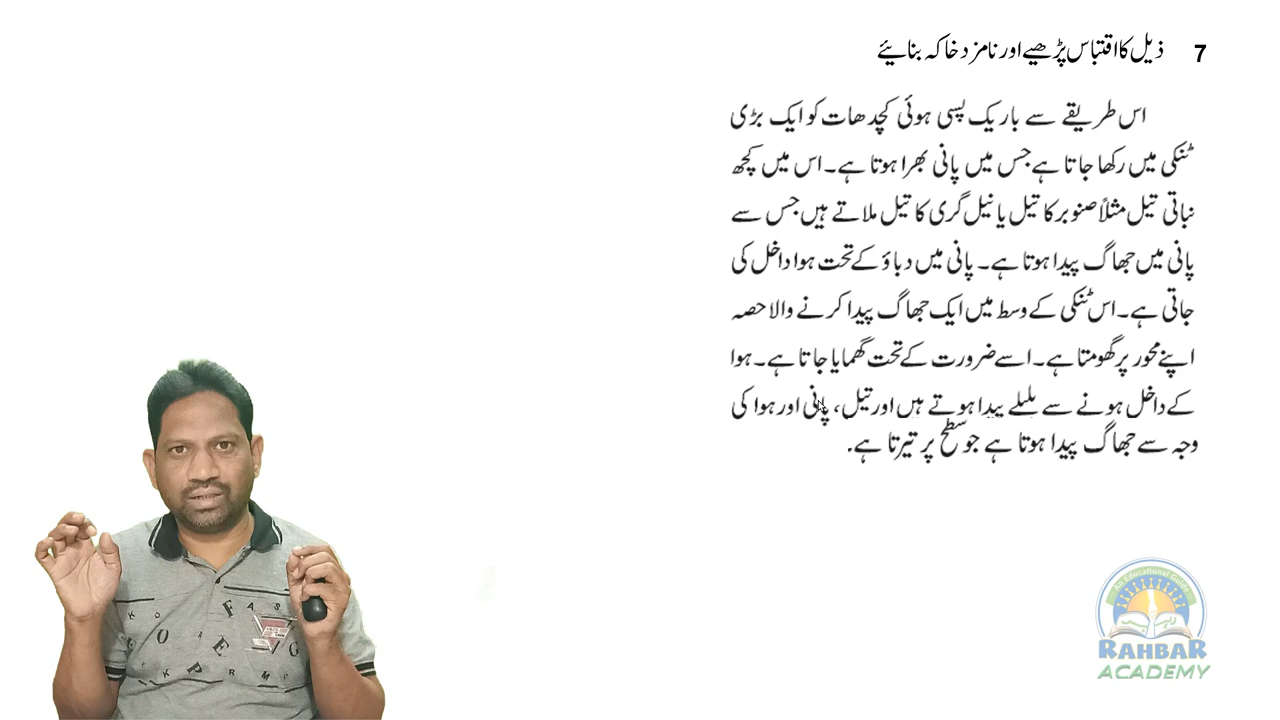 7 ذیل کا اقتباس پڑھیے اور نامزد خاکہ بنائیے
اس طریقے سے باریک پسی ہوئی کچدھات کو ایک بڑی
ٹنکی میں رکھا جاتا ہے جس میں پانی بھرا ہوتا ہے۔ اس میں کچھ
نباتی تیل مثلاً صنوبر کا تیل یا نیل گری کا تیل ملاتے ہیں جس سے
پانی میں جھاگ پیدا ہوتا ہے۔ پانی میں دباؤ کے تحت ہوا داخل کی
جاتی ہے۔ اس ٹنکی کے وسط میں ایک جھاگ پیدا کرنے والا حصہ
اپنے محور پر گھومتا ہے۔ اسے ضرورت کے تحت گھمایا جاتا ہے۔ ہوا
کے داخل ہونے سے بلبلے پیدا ہوتے ہیں اور تیل، پانی اور ہوا کی
وجہ سے جھاگ پیدا ہوتا ہے جو سطح پر تیرتا ہے۔
F A S
K O
O I E G
K P R M
An Educational Guide
رہبر
RAHBAR
ACADEMY